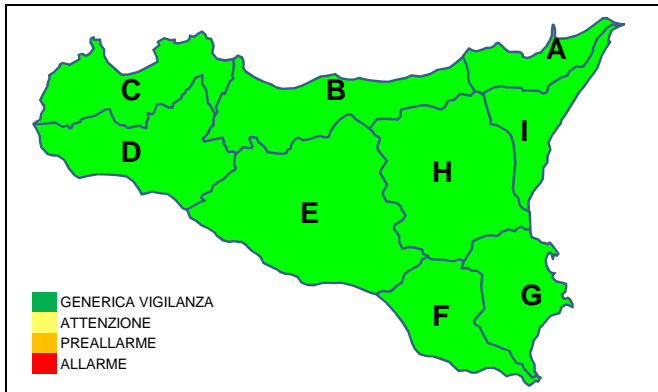 A
B
C
I
D
H
E
G
F
GENERICA VIGILANZA
ATTENZIONE
PREALLARME
ALLARME